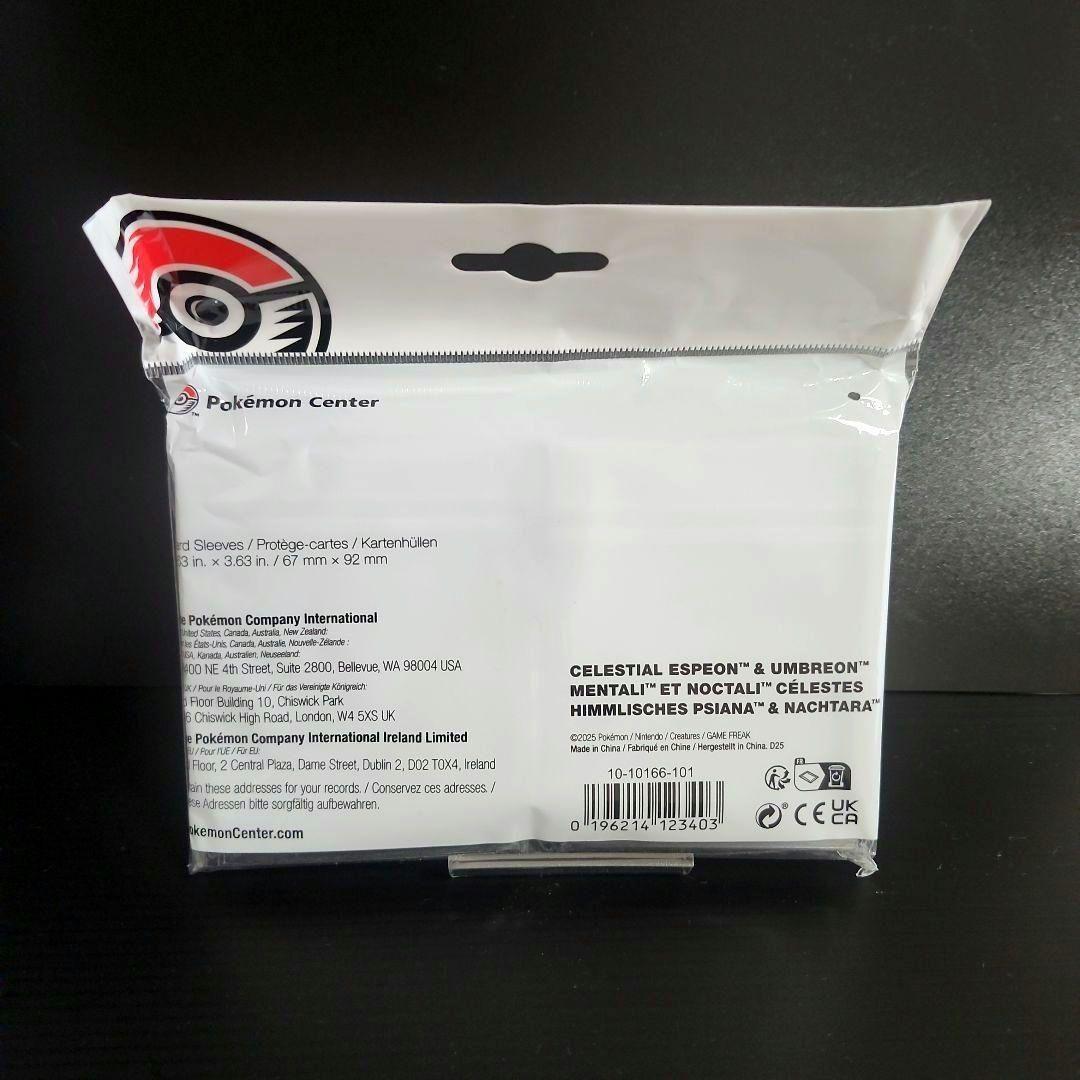 Pokémon Center
rd Sleeves / Protège-cartes / Kartenhüllen
63 in. × 3.63 in. / 67 mm × 92 mm
e Pokémon Company International
United States, Canada, Australia, New Zealand:
les États-Unis, Canada, Australie, Nouvelle-Zélande :
USA, Kanada, Australien, Neuseeland:
400 NE 4th Street, Suite 2800, Bellevue, WA 98004 USA
UK / Pour le Royaume-Uni / Für das Vereinigte Königreich:
Floor Building 10, Chiswick Park
6 Chiswick High Road, London, W4 5XS UK
e Pokémon Company International Ireland Limited
EU / Pour l'UE / Für EU:
Floor, 2 Central Plaza, Dame Street, Dublin 2, D02 T0X4, Ireland
ain these addresses for your records. / Conservez ces adresses. /
ese Adressen bitte sorgfältig aufbewahren.
okemonCenter.com
CELESTIAL ESPEON™ & UMBREON™
MENTALI™ ET NOCTALI™ CÉLESTES
HIMMLISCHES PSIANA™ & NACHTARA™
©2025 Pokémon / Nintendo / Creatures / GAME FREAK
Made in China / Fabriqué en Chine / Hergestellt in China. D25
10-10166-101
0 196214 123403
FR
CE UK
CA